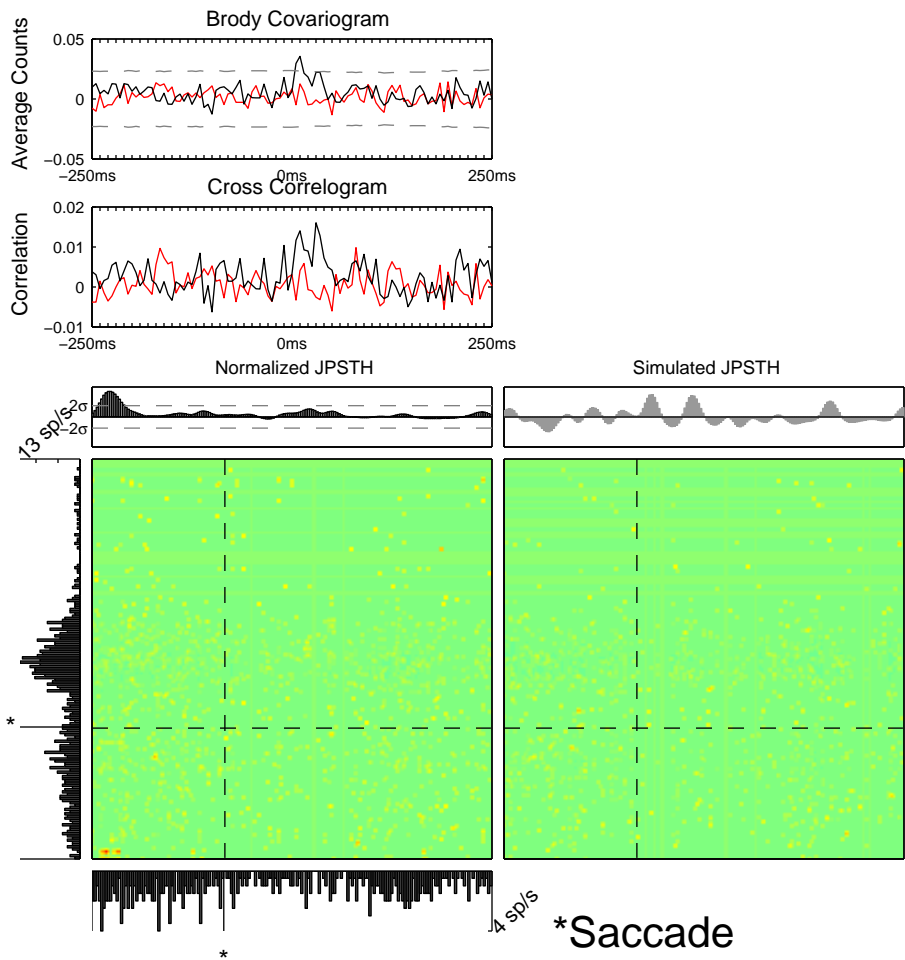 Brody Covariogram
Average Counts
0.05
0
−0.05
−250ms
0ms
250ms
Cross Correlogram
Correlation
0.02
0.01
0
−0.01
−250ms
0ms
250ms
Normalized JPSTH
Simulated JPSTH
2σ
−2σ
13 sp/s
*
*
4 sp/s
*Saccade